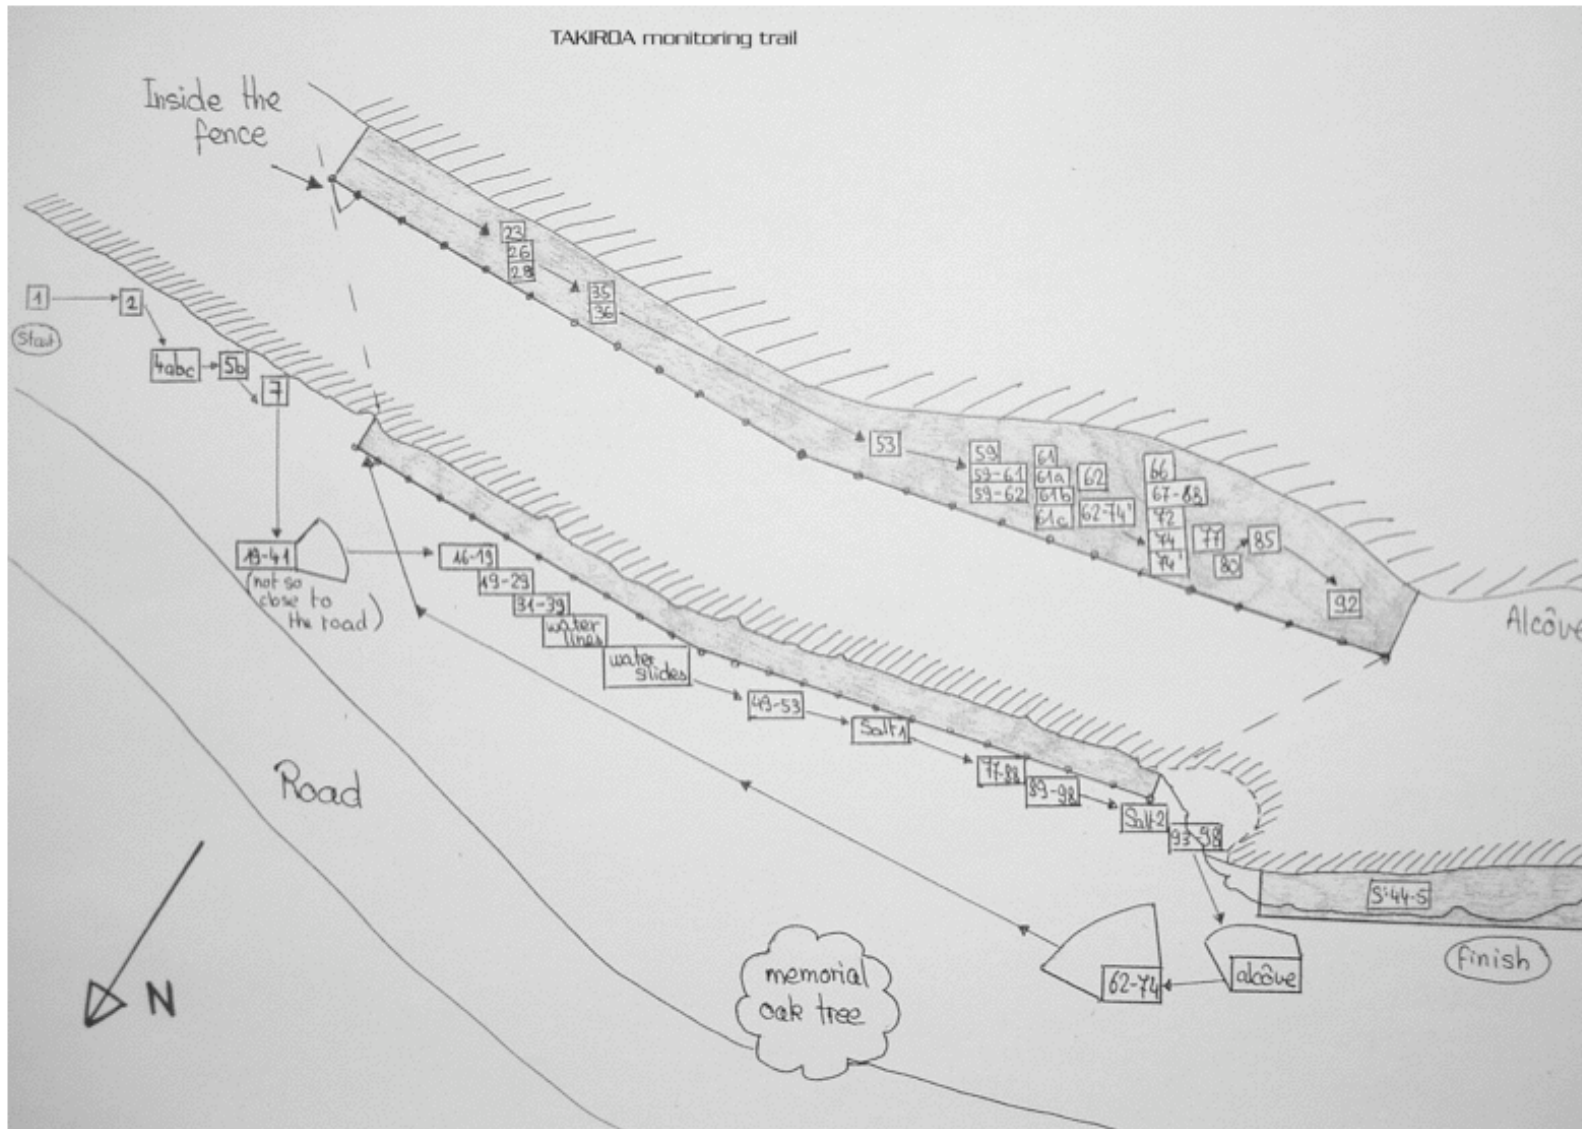 TAKIROA monitoring trail
Inside the
fence
1
Start
2
4abc
5b
7
19-41
(not so
close to
the road)
23
26
28
35
36
53
59
59-61
59-62
61
61a
61b
61c
62
62-74'
66
67-88
72
74
74'
77
80
85
92
Alcôve
16-19
19-29
31-39
water
lines
water
slides
49-53
Salt 1
77-88
89-98
Salt 2
93-98
alcôve
62-74
S:44-5
Finish
Road
memorial
oak tree
N